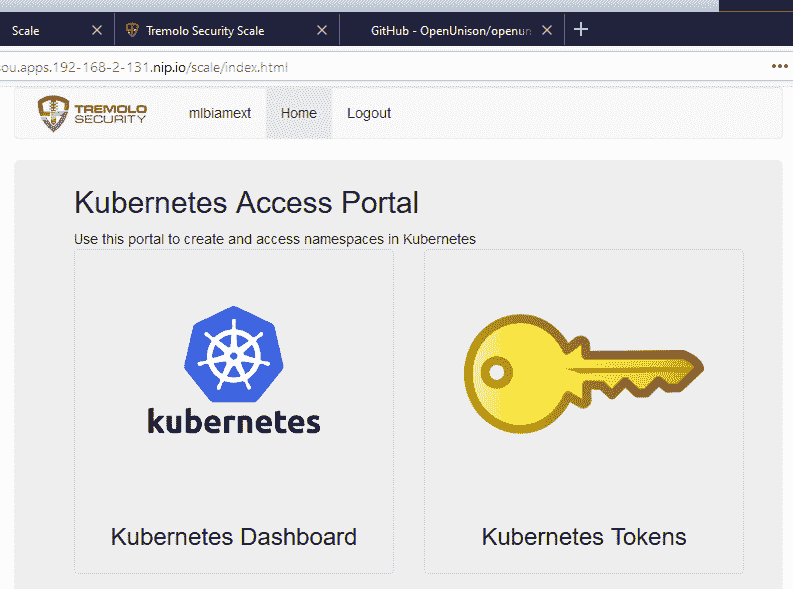 Scale
Tremolo Security Scale
GitHub - OpenUnison/openun
ou.apps.192-168-2-131.nip.io/scale/index.html
TREMOLO
SECURITY
mlbiamext
Home
Logout
Kubernetes Access Portal
Use this portal to create and access namespaces in Kubernetes
kubernetes
Kubernetes Dashboard
Kubernetes Tokens